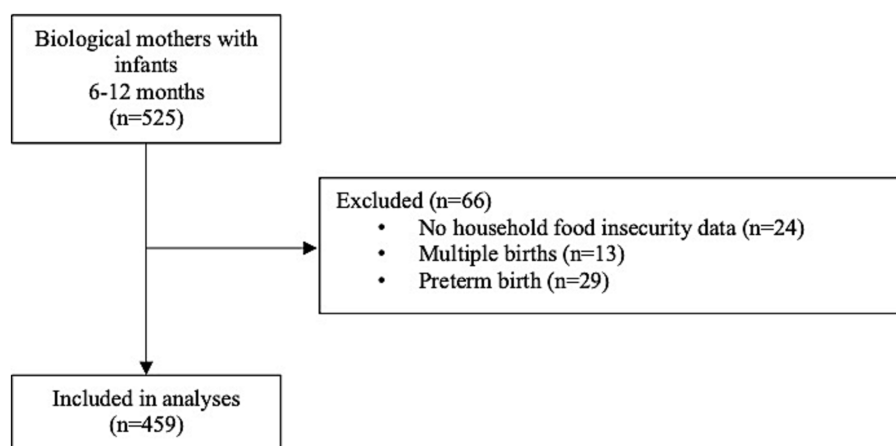 Biological mothers with
infants
6-12 months
(n=525)
Excluded (n=66)
• No household food insecurity data (n=24)
• Multiple births (n=13)
• Preterm birth (n=29)
Included in analyses
(n=459)